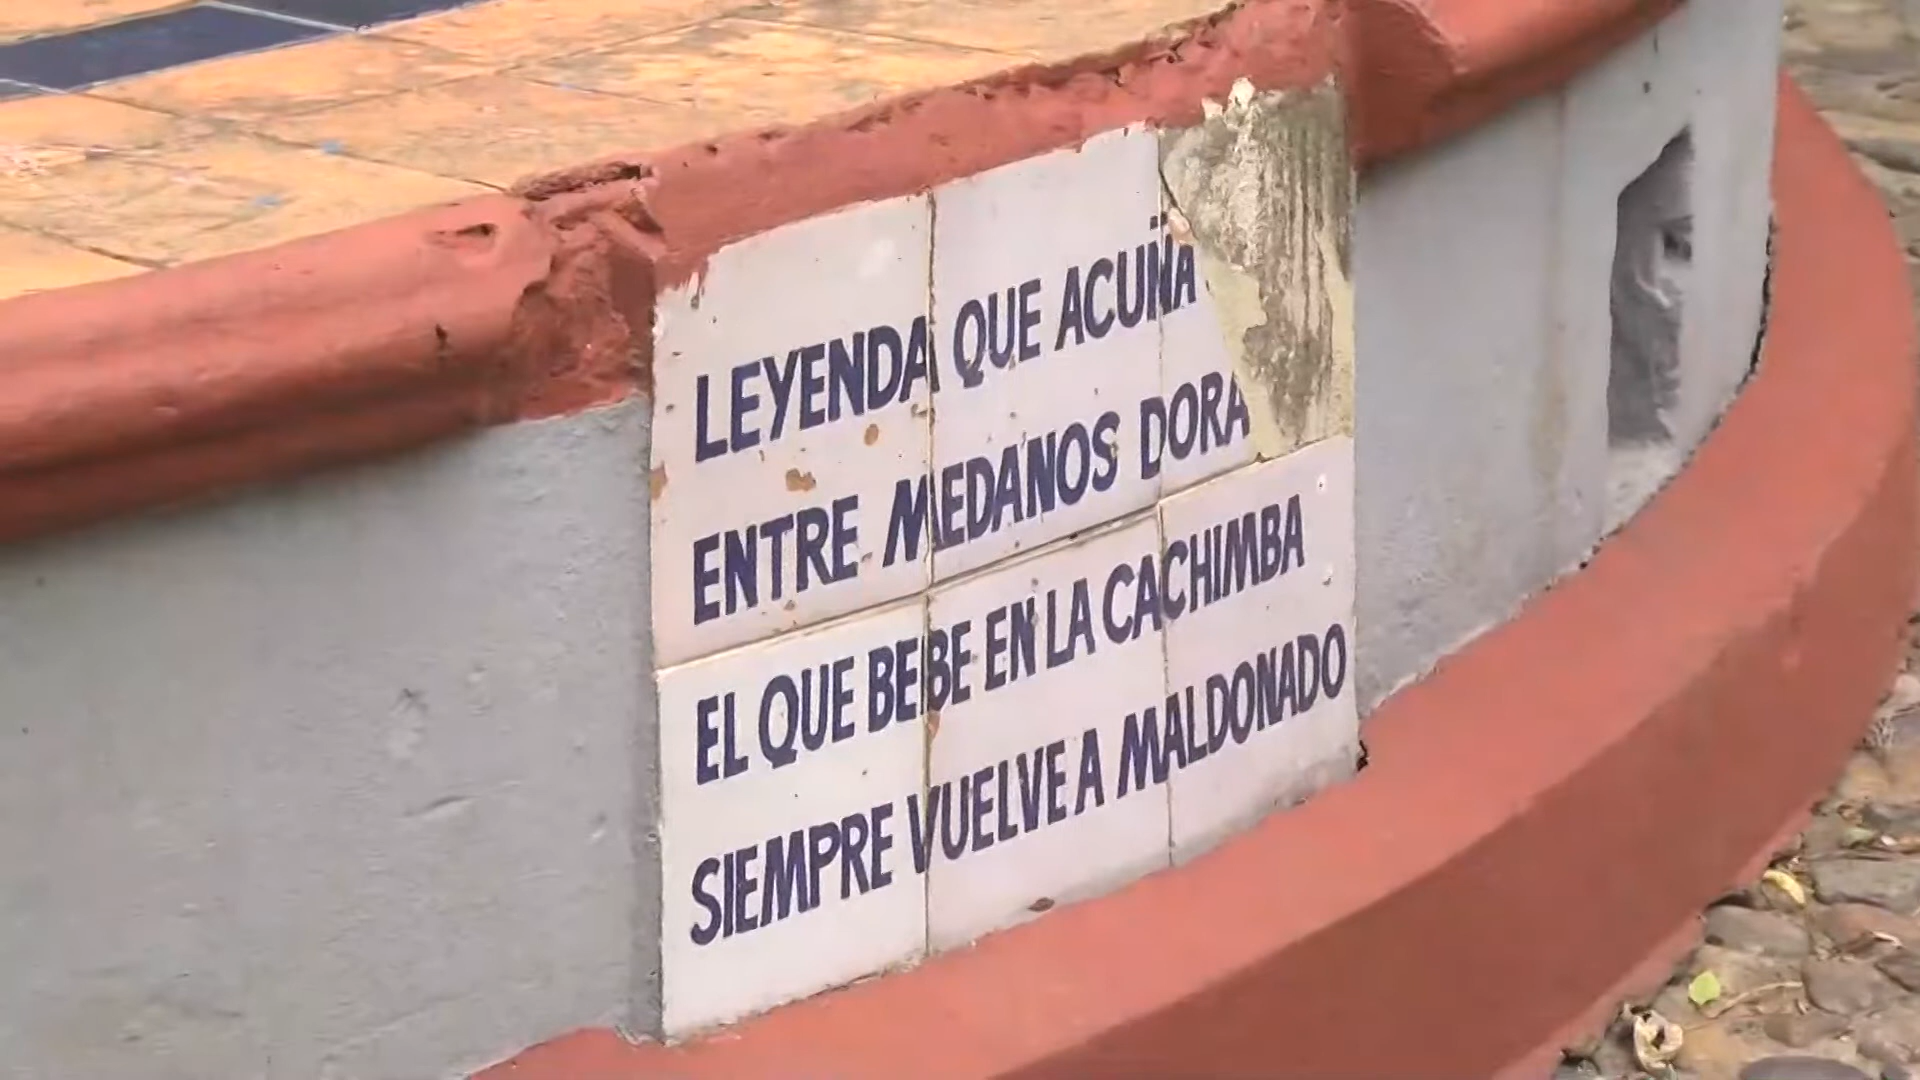 LEYENDA QUE ACUÑA
ENTRE MEDANOS DORA
EL QUE BEBE EN LA CACHIMBA
SIEMPRE VUELVE A MALDONADO